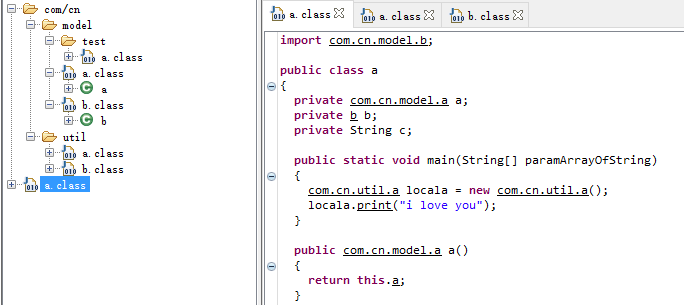 com/cn
model
test
a.class
a.class
a
b.class
b
util
a.class
b.class
a.class
a.class
a.class
b.class
import com.cn.model.b;
public class a
{
private com.cn.model.a a;
private b b;
private String c;
public static void main(String[] paramArrayOfString)
{
com.cn.util.a locala = new com.cn.util.a();
locala.print("i love you");
}
public com.cn.model.a a()
{
return this.a;
}